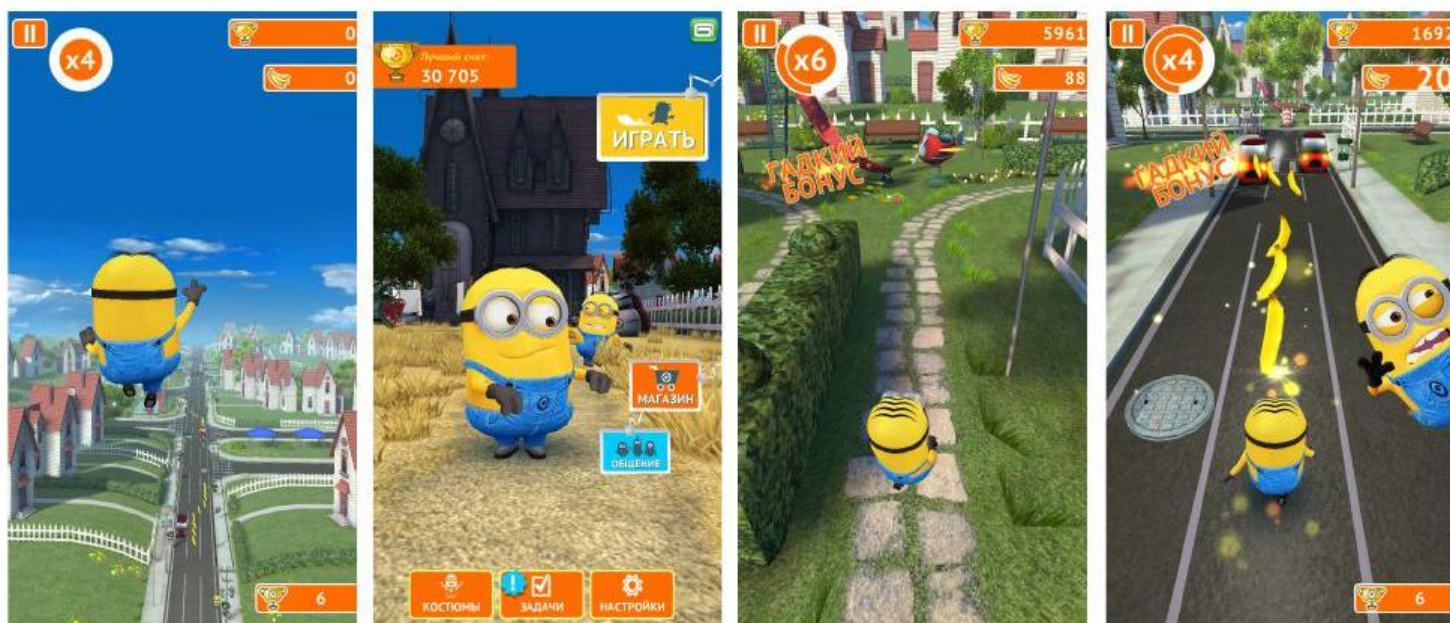 x4
0
0
6
Лучший счет:
30 705
ИГРАТЬ
МАГАЗИН
ОБЩЕНИЕ
КОСТЮМЫ
ЗАДАЧИ
НАСТРОЙКИ
x6
5961
88
ГАДКИЙ
БОНУС
x4
1692
20
ГАДКИЙ
БОНУС
6